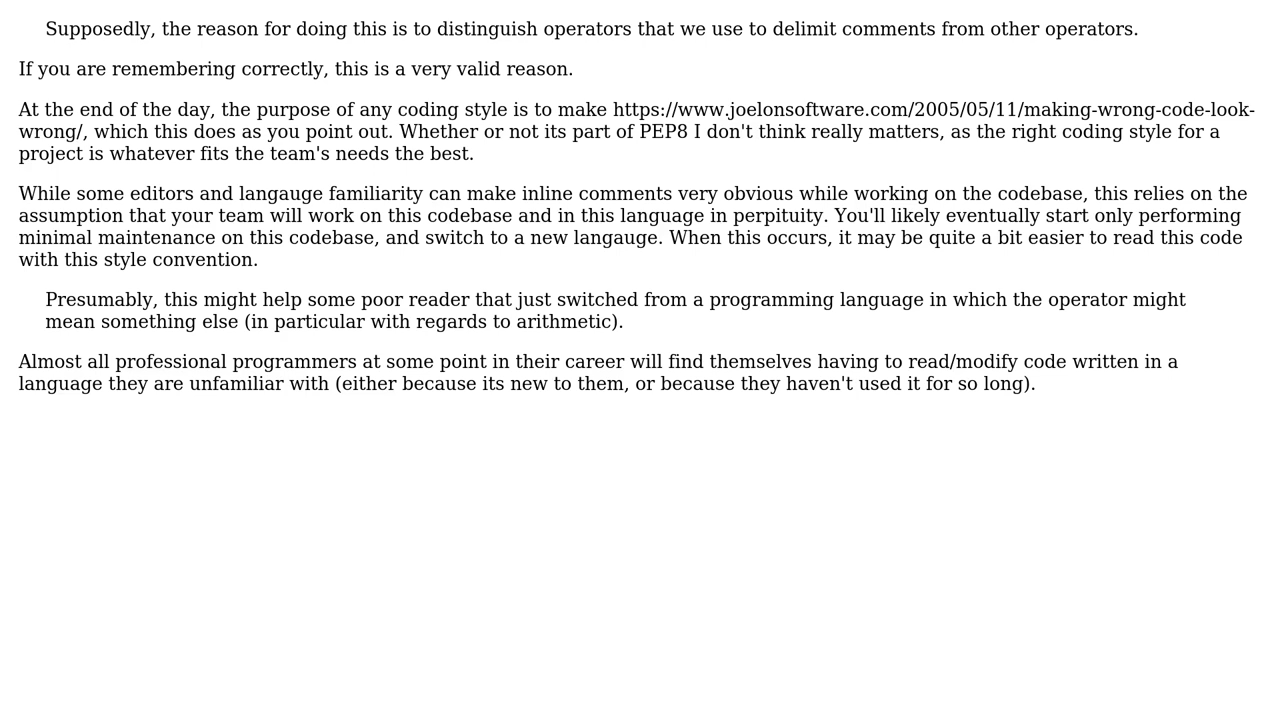 Supposedly, the reason for doing this is to distinguish operators that we use to delimit comments from other operators.
If you are remembering correctly, this is a very valid reason.
At the end of the day, the purpose of any coding style is to make https://www.joelonsoftware.com/2005/05/11/making-wrong-code-look-
wrong/, which this does as you point out. Whether or not its part of PEP8 I don't think really matters, as the right coding style for a
project is whatever fits the team's needs the best.
While some editors and langauge familiarity can make inline comments very obvious while working on the codebase, this relies on the
assumption that your team will work on this codebase and in this language in perpituity. You'll likely eventually start only performing
minimal maintenance on this codebase, and switch to a new langauge. When this occurs, it may be quite a bit easier to read this code
with this style convention.
Presumably, this might help some poor reader that just switched from a programming language in which the operator might
mean something else (in particular with regards to arithmetic).
Almost all professional programmers at some point in their career will find themselves having to read/modify code written in a
language they are unfamiliar with (either because its new to them, or because they haven't used it for so long).